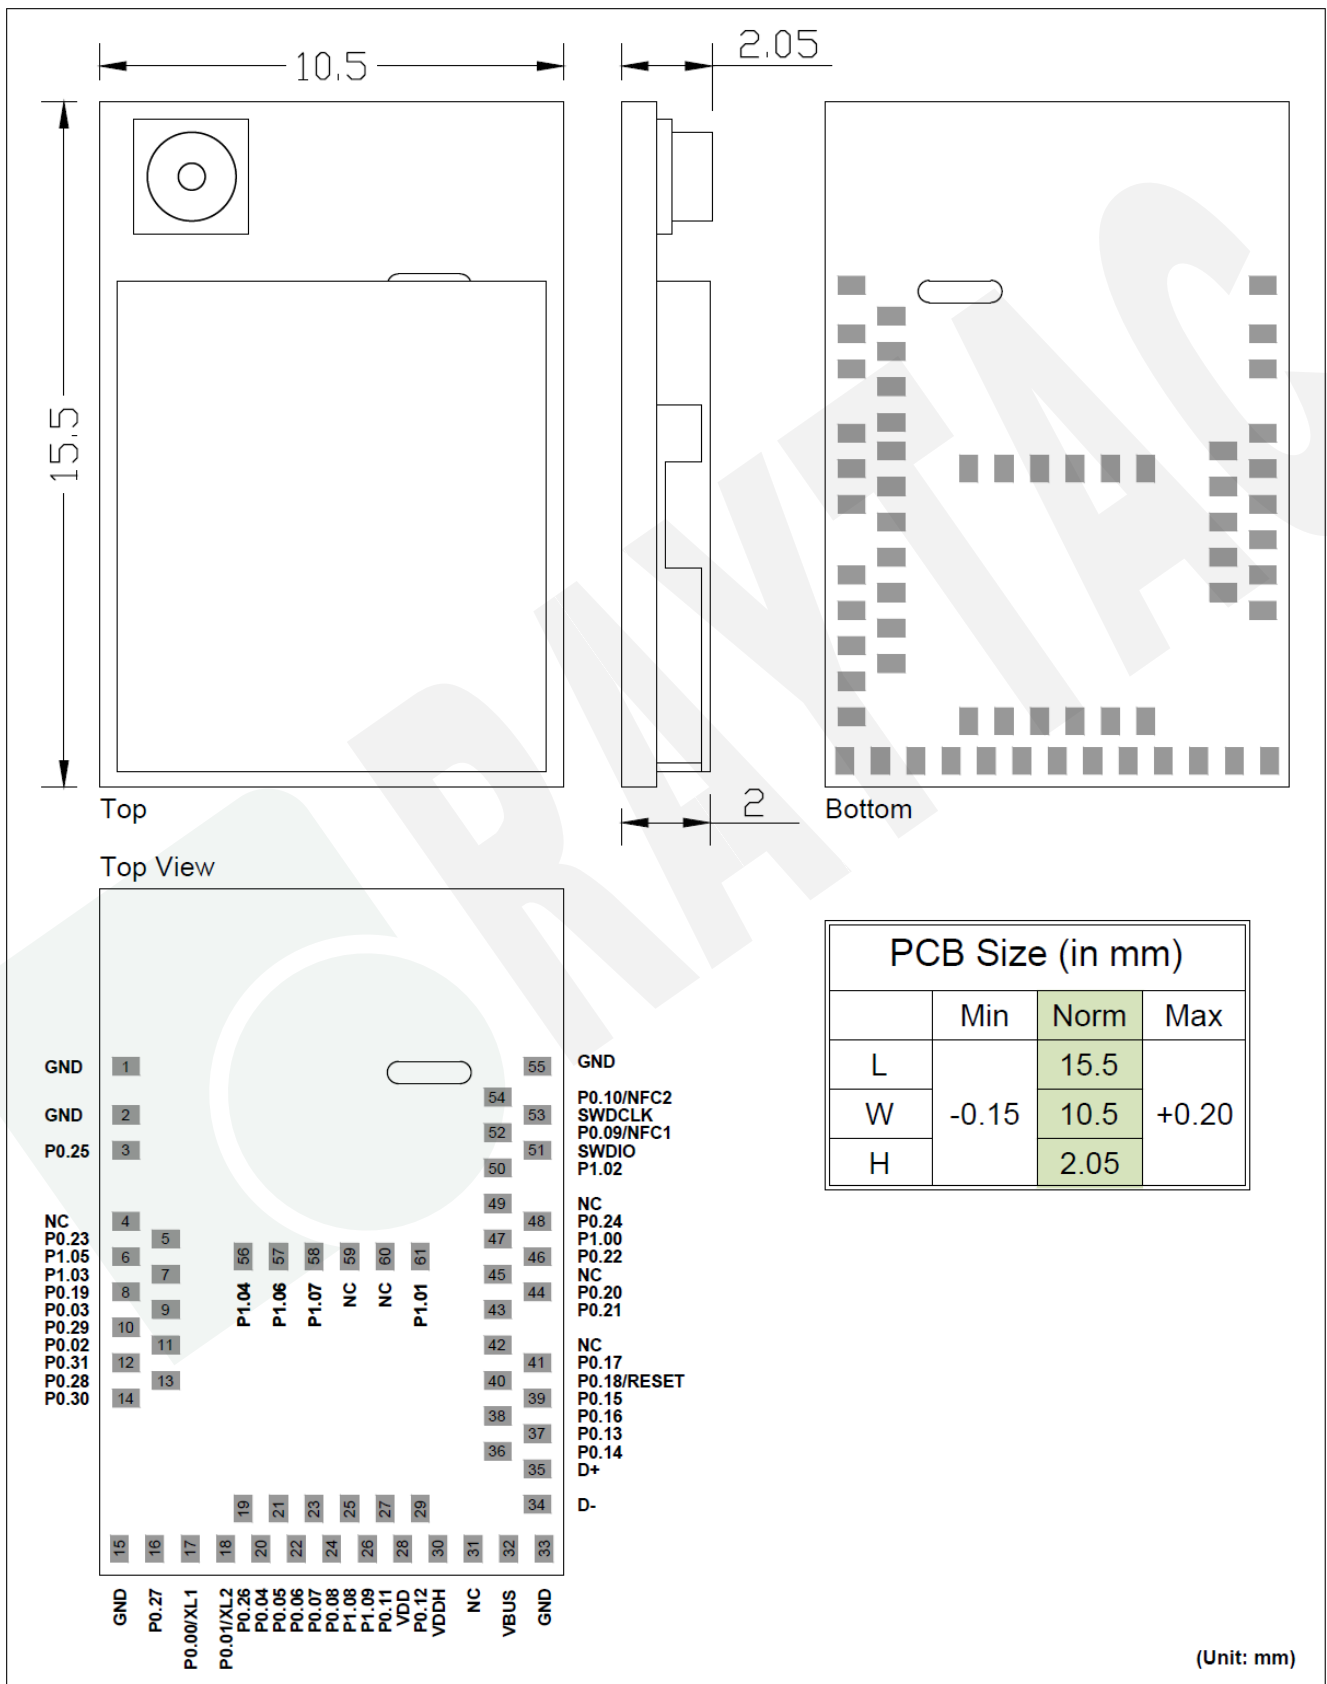 10.5
2.05
15.5
Top
2
Bottom
Top View
PCB Size (in mm)
Min Norm Max
L 15.5
W -0.15 10.5 +0.20
H 2.05
GND 1
GND 2
P0.25 3
NC 4
P0.23 5
P1.05 6
P1.03 7
P0.19 8
P0.03 9
P0.29 10
P0.02 11
P0.31 12
P0.28 13
P0.30 14
55 GND
54 P0.10/NFC2
53 SWDCLK
52 P0.09/NFC1
51 SWDIO
50 P1.02
49 NC
48 P0.24
47 P1.00
46 P0.22
45 NC
44 P0.20
43 P0.21
42 NC
41 P0.17
40 P0.18/RESET
39 P0.15
38 P0.16
37 P0.13
36 P0.14
35 D+
34 D-
56 57 58 59 60 61
P1.04 P1.06 P1.07 NC NC P1.01
19 21 23 25 27 29
15 16 17 18 20 22 24 26 28 30 31 32 33
GND P0.27 P0.00/XL1 P0.01/XL2 P0.26 P0.04 P0.05 P0.06 P0.07 P0.08 P1.08 P1.09 P0.11 VDD P0.12 VDDH NC VBUS GND
(Unit: mm)
RAYTAC